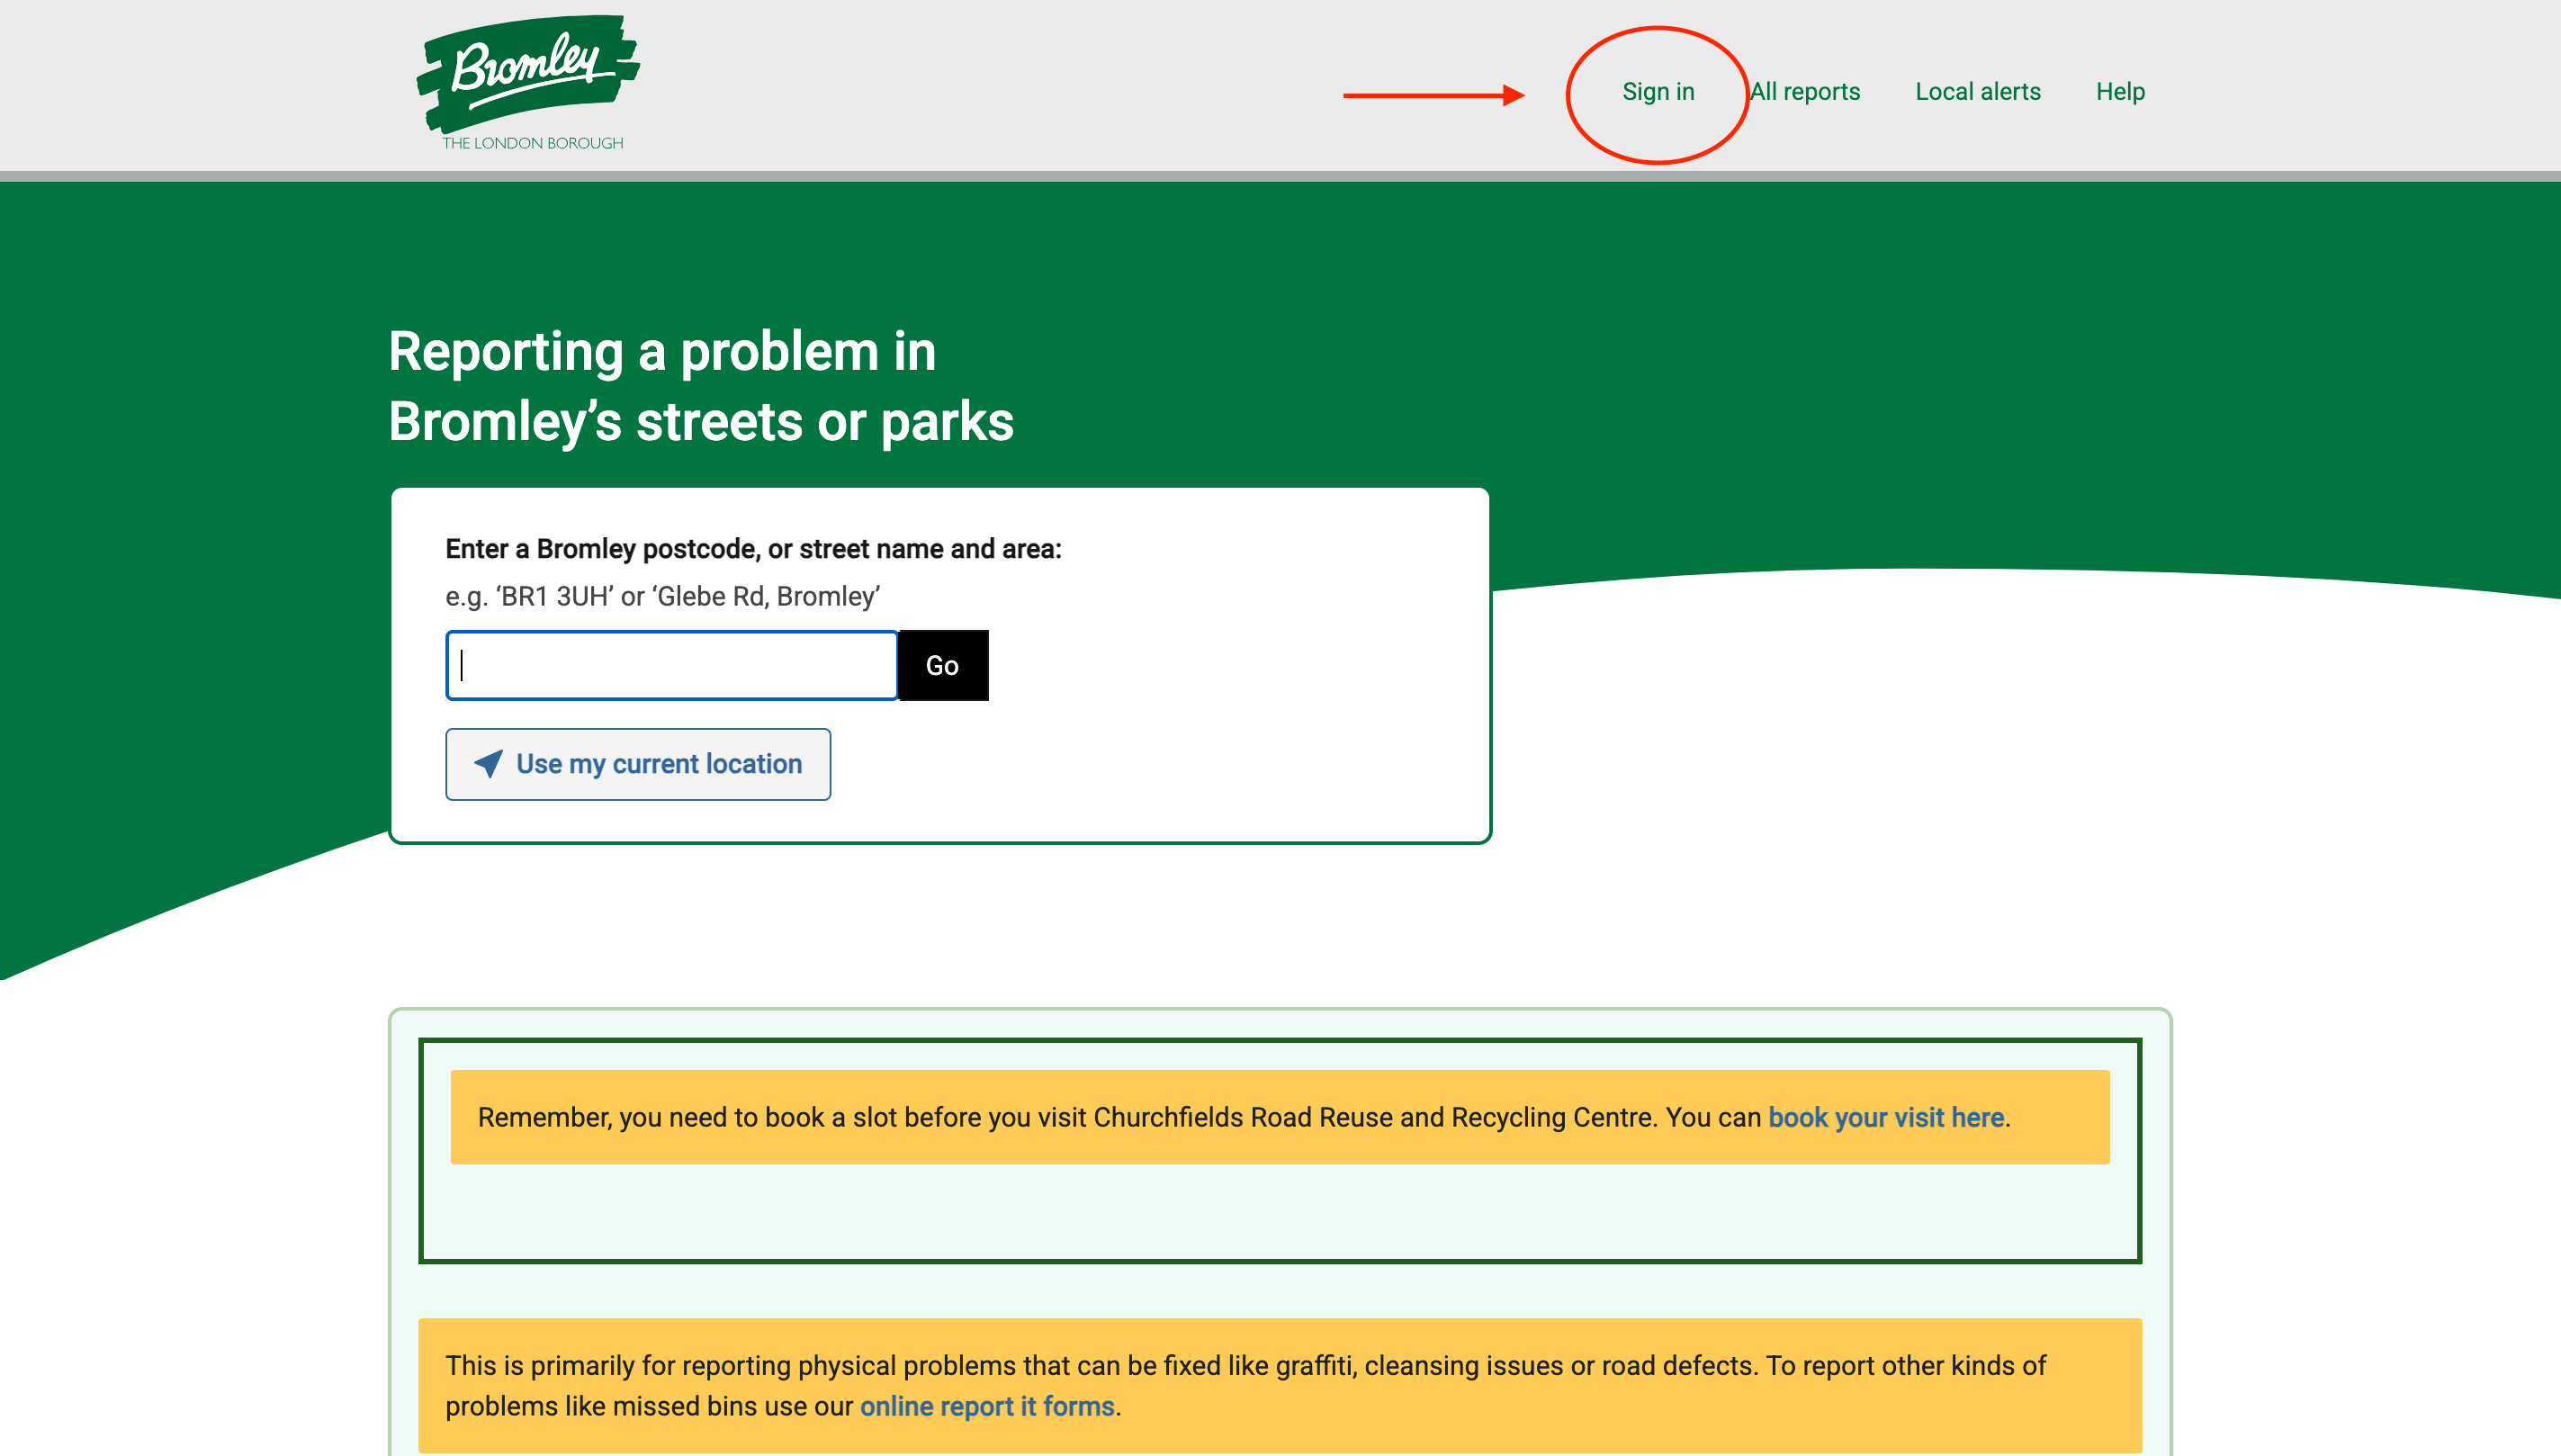 Bromley
THE LONDON BOROUGH
Sign in
All reports
Local alerts
Help
Reporting a problem in
Bromley’s streets or parks
Enter a Bromley postcode, or street name and area:
e.g. ‘BR1 3UH’ or ‘Glebe Rd, Bromley’
Go
Use my current location
Remember, you need to book a slot before you visit Churchfields Road Reuse and Recycling Centre. You can book your visit here.
This is primarily for reporting physical problems that can be fixed like graffiti, cleansing issues or road defects. To report other kinds of
problems like missed bins use our online report it forms.